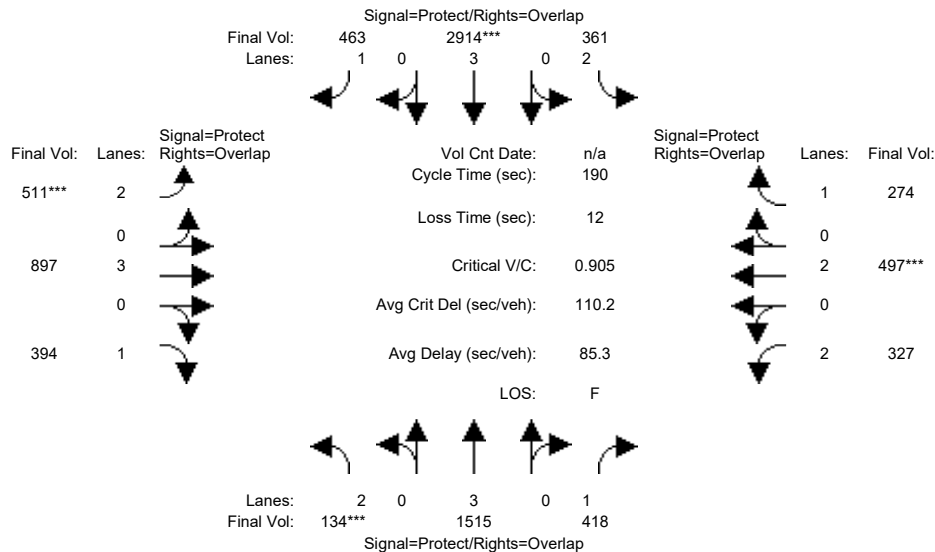 Signal=Protect/Rights=Overlap
Final Vol: 463 2914*** 361
Lanes: 1 0 3 0 2
Signal=Protect
Final Vol: Lanes: Rights=Overlap
511*** 2
0
897 3
0
394 1
Vol Cnt Date: n/a
Cycle Time (sec): 190
Loss Time (sec): 12
Critical V/C: 0.905
Avg Crit Del (sec/veh): 110.2
Avg Delay (sec/veh): 85.3
LOS: F
Signal=Protect
Rights=Overlap Lanes: Final Vol:
1 274
0
2 497***
0
2 327
Lanes: 2 0 3 0 1
Final Vol: 134*** 1515 418
Signal=Protect/Rights=Overlap